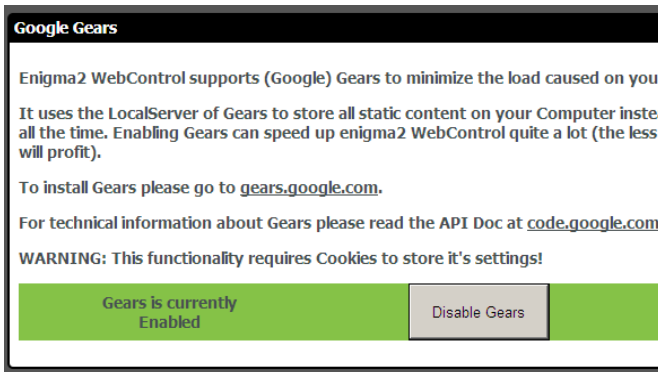 Google Gears
Enigma2 WebControl supports (Google) Gears to minimize the load caused on you
It uses the LocalServer of Gears to store all static content on your Computer inste
all the time. Enabling Gears can speed up enigma2 WebControl quite a lot (the less
will profit).
To install Gears please go to gears.google.com.
For technical information about Gears please read the API Doc at code.google.com
WARNING: This functionality requires Cookies to store it's settings!
Gears is currently
Enabled
Disable Gears